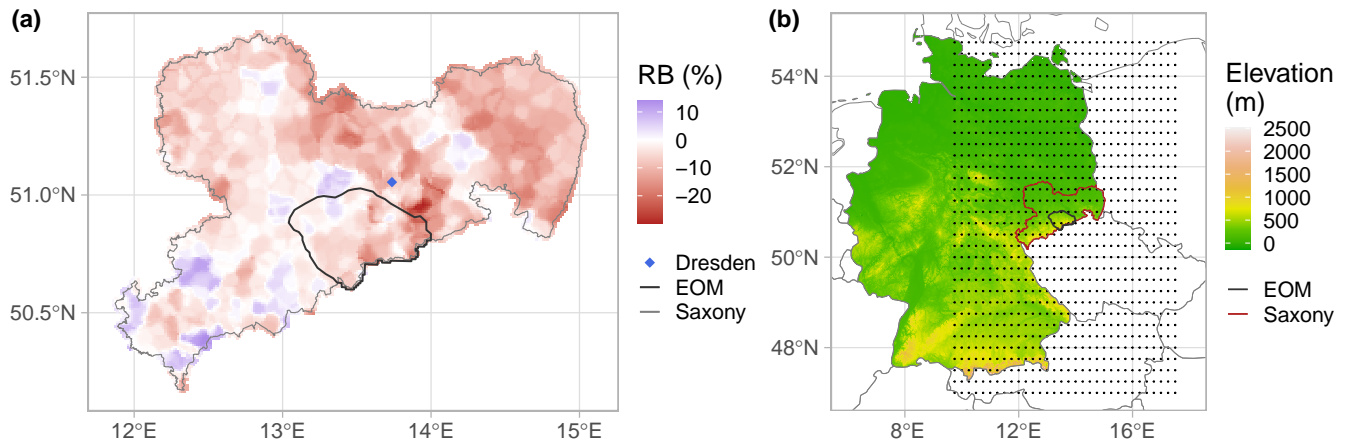 (a)
51.5°N
51.0°N
50.5°N
12°E
13°E
14°E
15°E
RB (%)
10
0
−10
−20
Dresden
EOM
Saxony
(b)
54°N
52°N
50°N
48°N
8°E
12°E
16°E
Elevation
(m)
2500
2000
1500
1000
500
0
EOM
Saxony